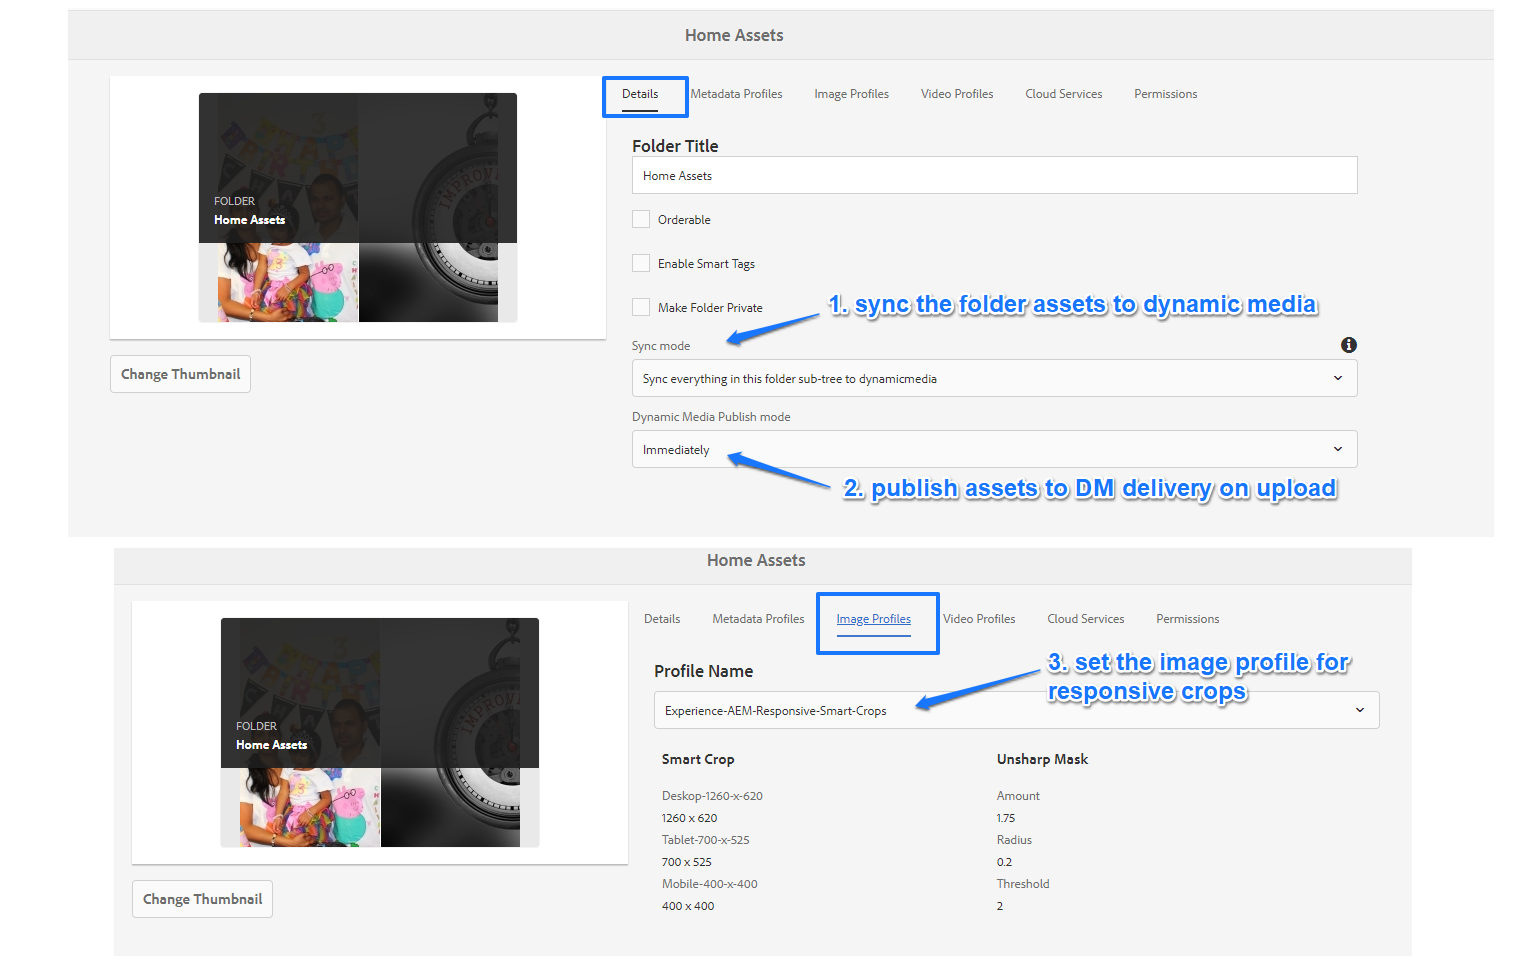 Home Assets
Details
Metadata Profiles
Image Profiles
Video Profiles
Cloud Services
Permissions
FOLDER
Home Assets
IMPROVE
Change Thumbnail
Folder Title
Home Assets
Orderable
Enable Smart Tags
Make Folder Private
1. sync the folder assets to dynamic media
Sync mode
Sync everything in this folder sub-tree to dynamicmedia
Dynamic Media Publish mode
Immediately
2. publish assets to DM delivery on upload
Home Assets
Details
Metadata Profiles
Image Profiles
Video Profiles
Cloud Services
Permissions
FOLDER
Home Assets
Change Thumbnail
Profile Name
3. set the image profile for
responsive crops
Experience-AEM-Responsive-Smart-Crops
Smart Crop
Deskop-1260-x-620
1260 x 620
Tablet-700-x-525
700 x 525
Mobile-400-x-400
400 x 400
Unsharp Mask
Amount
1.75
Radius
0.2
Threshold
2